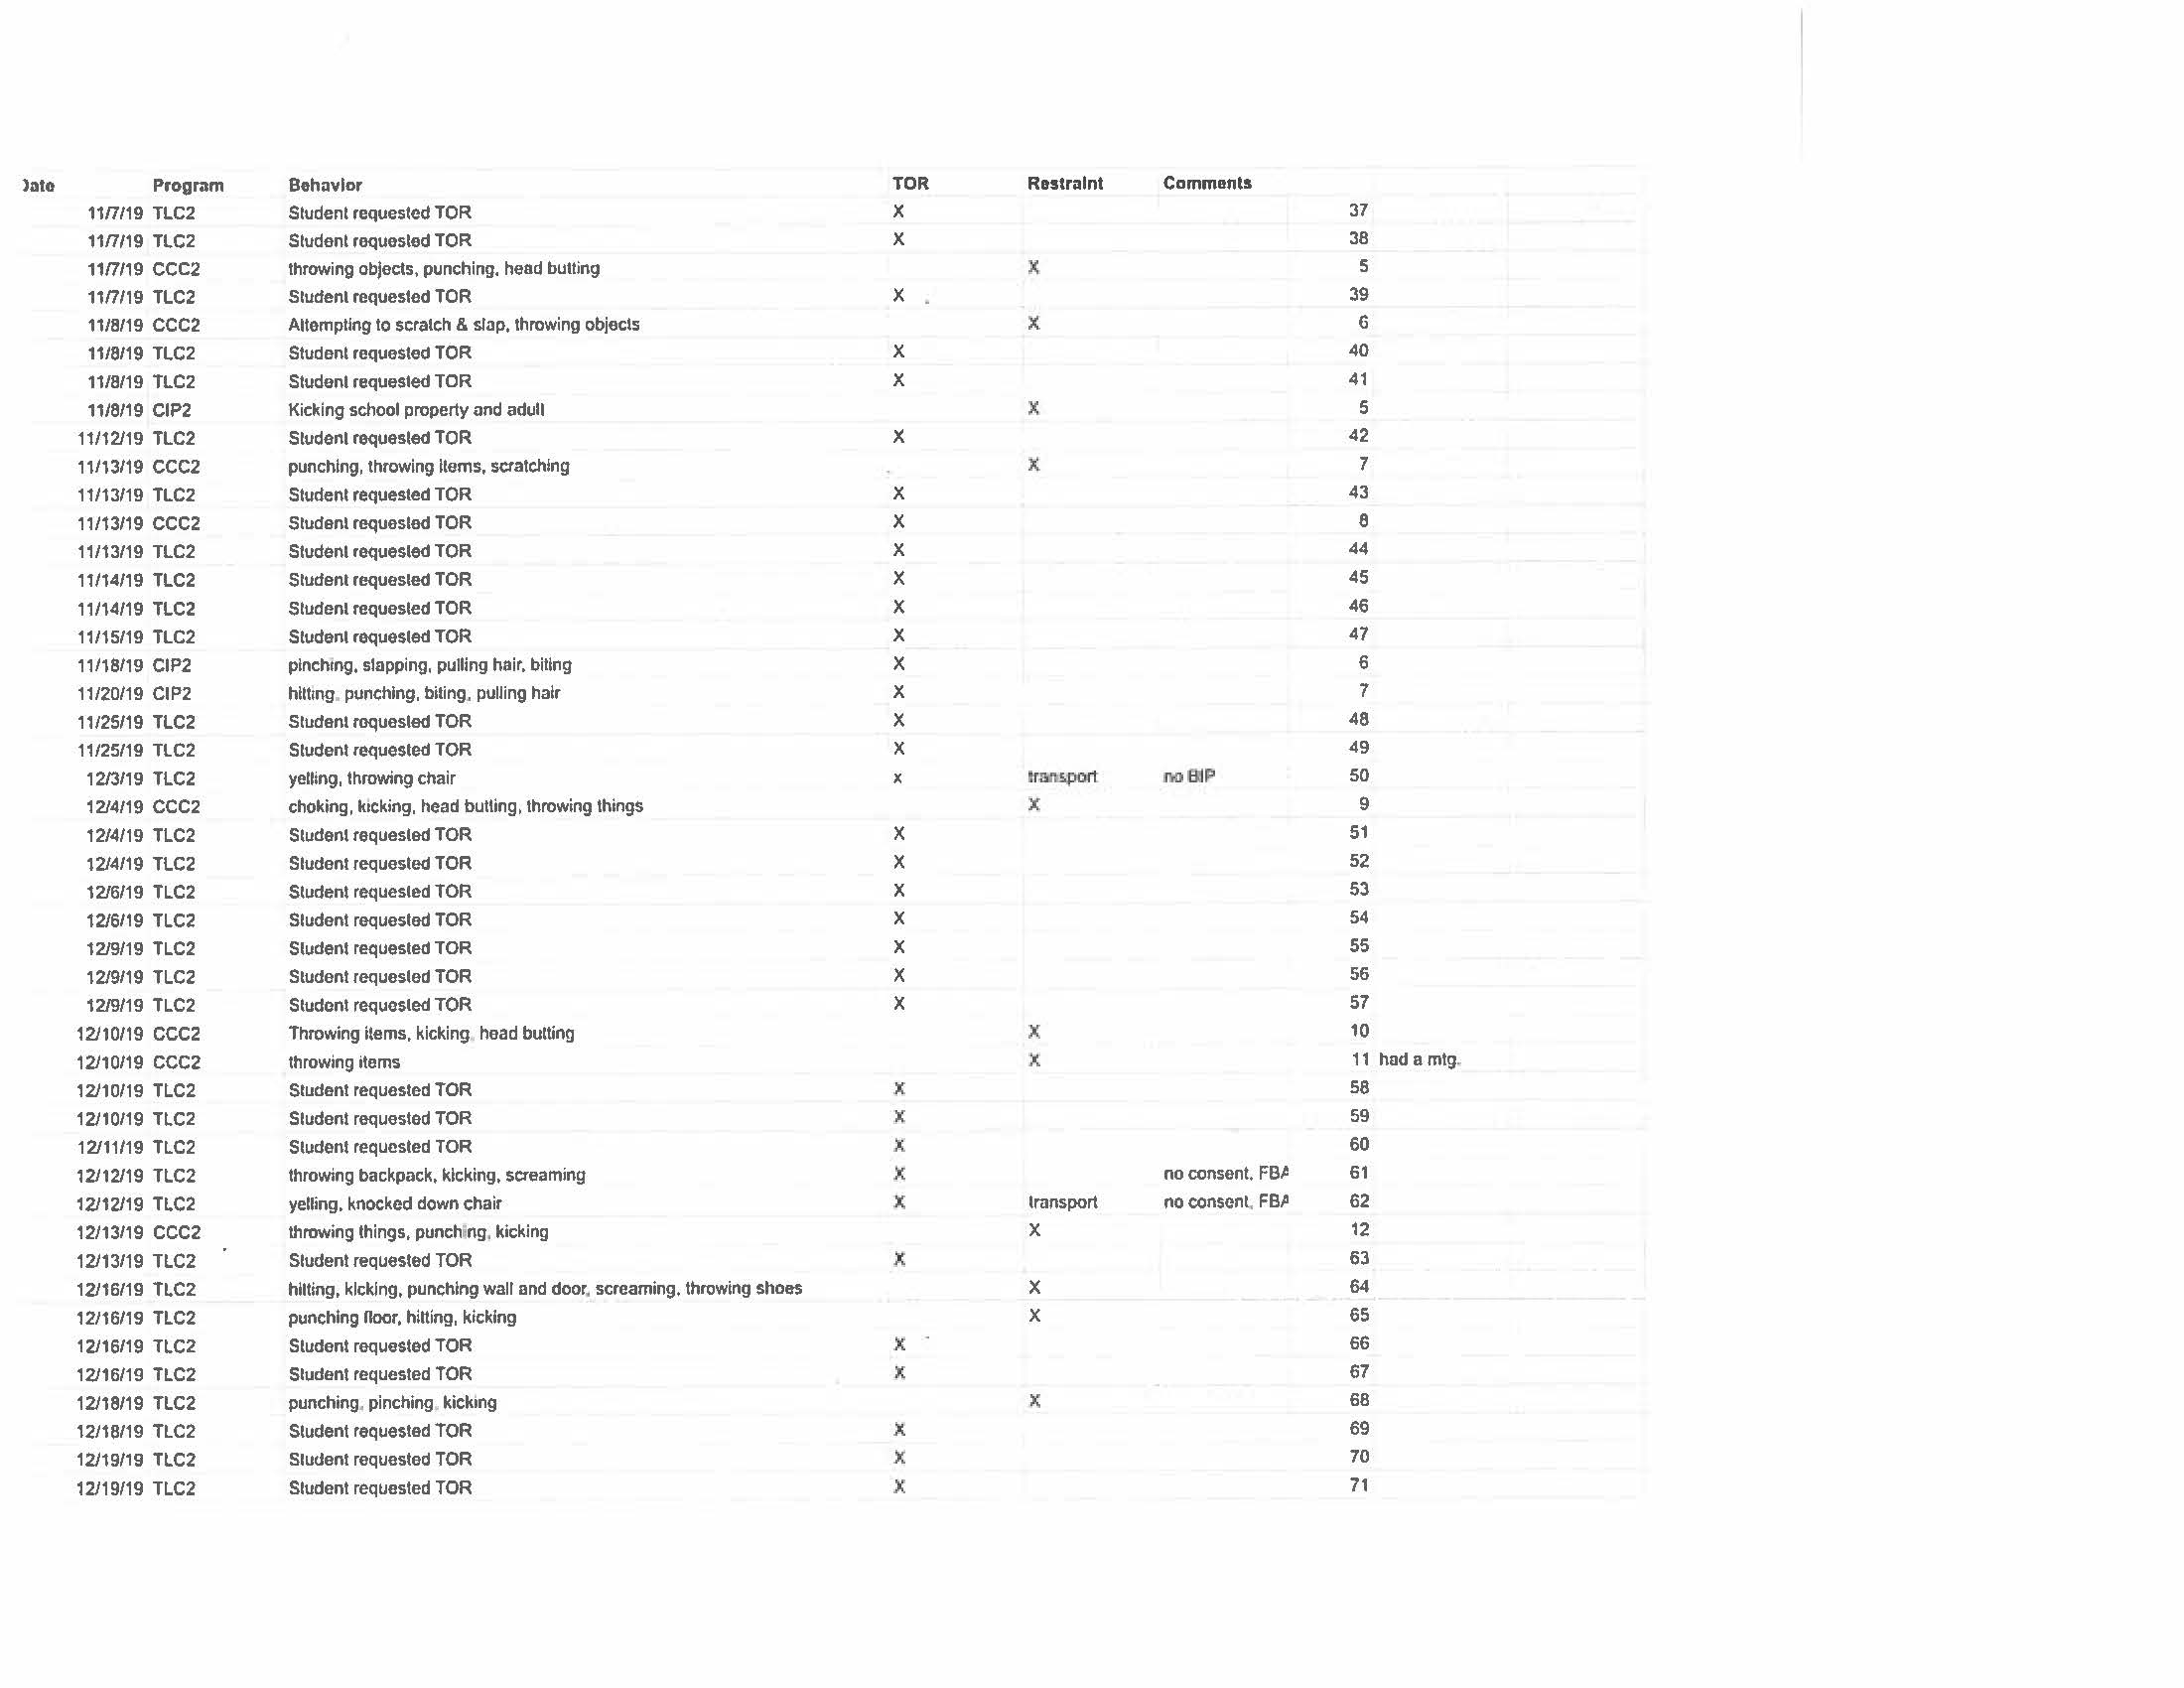 Date Program Behavior TOR Restraint Comments
11/7/19 TLC2 Student requested TOR X 37
11/7/19 TLC2 Student requested TOR X 38
11/7/19 CCC2 throwing objects, punching, head butting X 5
11/7/19 TLC2 Student requested TOR X 39
11/8/19 CCC2 Attempting to scratch & slap, throwing objects X 6
11/8/19 TLC2 Student requested TOR X 40
11/8/19 TLC2 Student requested TOR X 41
11/8/19 CIP2 Kicking school property and adult X 5
11/12/19 TLC2 Student requested TOR X 42
11/13/19 CCC2 punching, throwing items, scratching X 7
11/13/19 TLC2 Student requested TOR X 43
11/13/19 CCC2 Student requested TOR X 8
11/13/19 TLC2 Student requested TOR X 44
11/14/19 TLC2 Student requested TOR X 45
11/14/19 TLC2 Student requested TOR X 46
11/15/19 TLC2 Student requested TOR X 47
11/18/19 CIP2 pinching, slapping, pulling hair, biting X 6
11/20/19 CIP2 hitting, punching, biting, pulling hair X 7
11/25/19 TLC2 Student requested TOR X 48
11/25/19 TLC2 Student requested TOR X 49
12/3/19 TLC2 yelling, throwing chair x transport no BIP 50
12/4/19 CCC2 choking, kicking, head butting, throwing things X 9
12/4/19 TLC2 Student requested TOR X 51
12/4/19 TLC2 Student requested TOR X 52
12/6/19 TLC2 Student requested TOR X 53
12/6/19 TLC2 Student requested TOR X 54
12/9/19 TLC2 Student requested TOR X 55
12/9/19 TLC2 Student requested TOR X 56
12/9/19 TLC2 Student requested TOR X 57
12/10/19 CCC2 Throwing items, kicking, head butting X 10
12/10/19 CCC2 throwing items X 11 had a mtg.
12/10/19 TLC2 Student requested TOR X 58
12/10/19 TLC2 Student requested TOR X 59
12/11/19 TLC2 Student requested TOR X 60
12/12/19 TLC2 throwing backpack, kicking, screaming X no consent, FBA 61
12/12/19 TLC2 yelling, knocked down chair X transport no consent, FBA 62
12/13/19 CCC2 throwing things, punching, kicking X 12
12/13/19 TLC2 Student requested TOR X 63
12/16/19 TLC2 hitting, kicking, punching wall and door, screaming, throwing shoes X 64
12/16/19 TLC2 punching floor, hitting, kicking X 65
12/16/19 TLC2 Student requested TOR X 66
12/16/19 TLC2 Student requested TOR X 67
12/18/19 TLC2 punching, pinching, kicking X 68
12/18/19 TLC2 Student requested TOR X 69
12/19/19 TLC2 Student requested TOR X 70
12/19/19 TLC2 Student requested TOR X 71